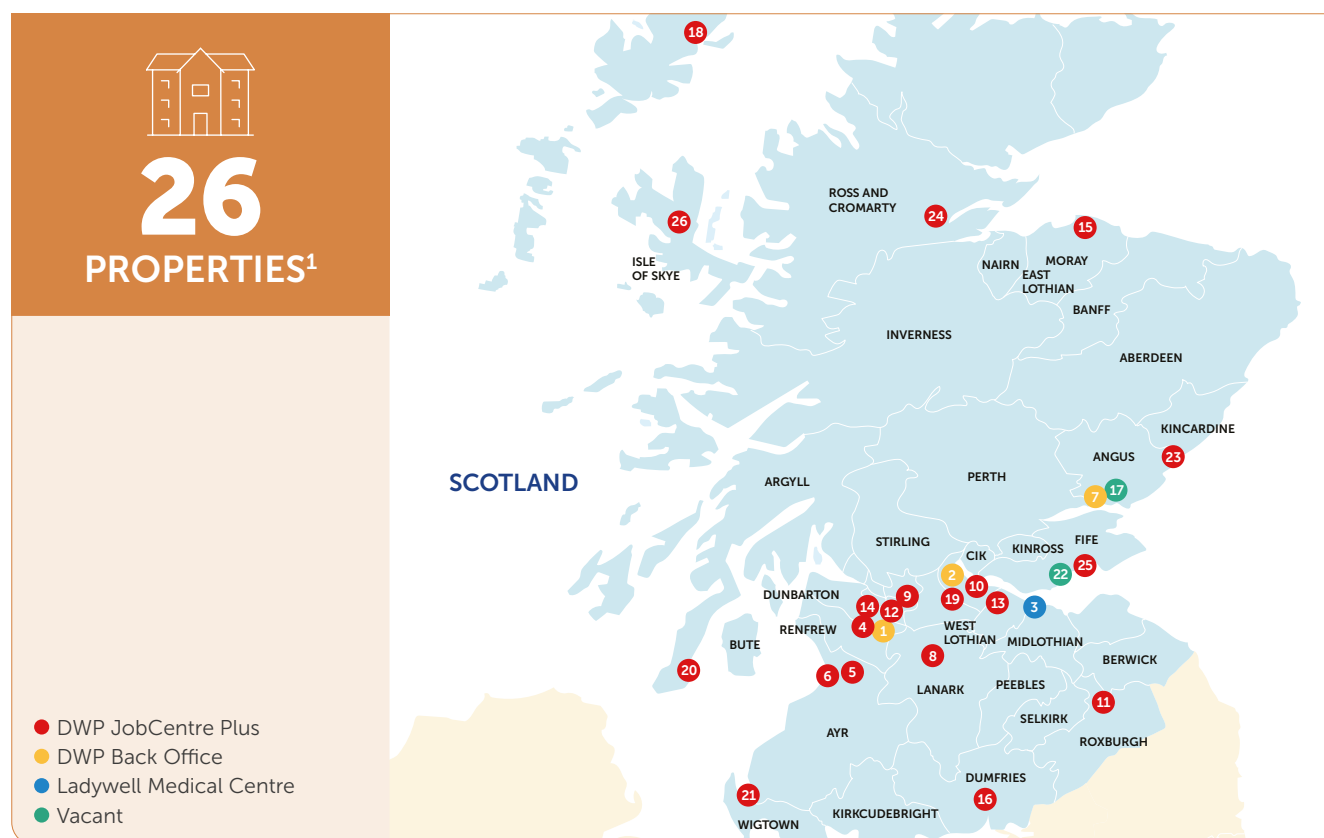 26
PROPERTIES¹
DWP JobCentre Plus
DWP Back Office
Ladywell Medical Centre
Vacant
SCOTLAND
18
26
ISLE
OF SKYE
ROSS AND
CROMARTY
24
15
NAIRN
MORAY
EAST
LOTHIAN
BANFF
INVERNESS
ABERDEEN
KINCARDINE
ANGUS
23
17
7
PERTH
ARGYLL
STIRLING
CIK
KINROSS
FIFE
25
22
2
10
19
13
3
DUNBARTON
9
14
12
4
1
RENFREW
BUTE
WEST
LOTHIAN
MIDLOTHIAN
BERWICK
8
5
6
20
LANARK
PEEBLES
SELKIRK
11
ROXBURGH
AYR
DUMFRIES
16
21
KIRKCUDEBRIGHT
WIGTOWN